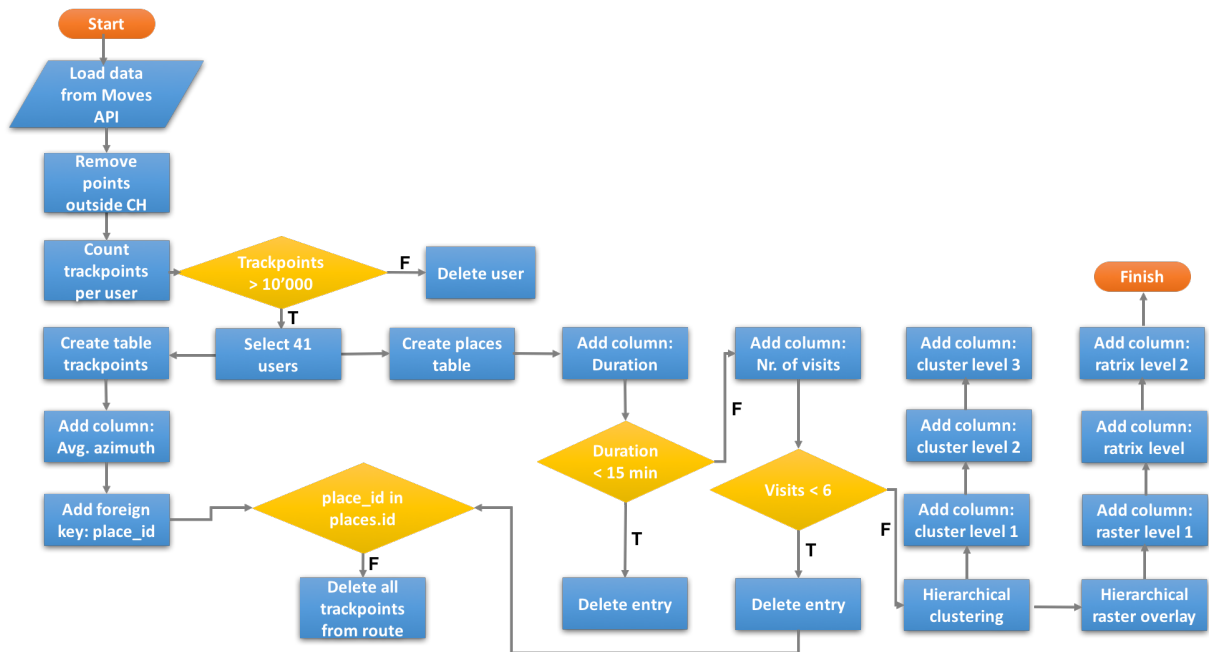 Start
Load data
from Moves
API
Remove
points
outside CH
Count
trackpoints
per user
Trackpoints
> 10’000
F
Delete user
T
Finish
Create table
trackpoints
Select 41
users
Create places
table
Add column:
Duration
Add column:
Nr. of visits
Add column:
cluster level 3
Add column:
ratrix level 2
F
Add column:
Avg. azimuth
Duration
< 15 min
Add column:
cluster level 2
Add column:
ratrix level
Add foreign
key: place_id
place_id in
places.id
Visits < 6
F
Add column:
cluster level 1
Add column:
raster level 1
T
T
F
Delete all
trackpoints
from route
Delete entry
Delete entry
Hierarchical
clustering
Hierarchical
raster overlay